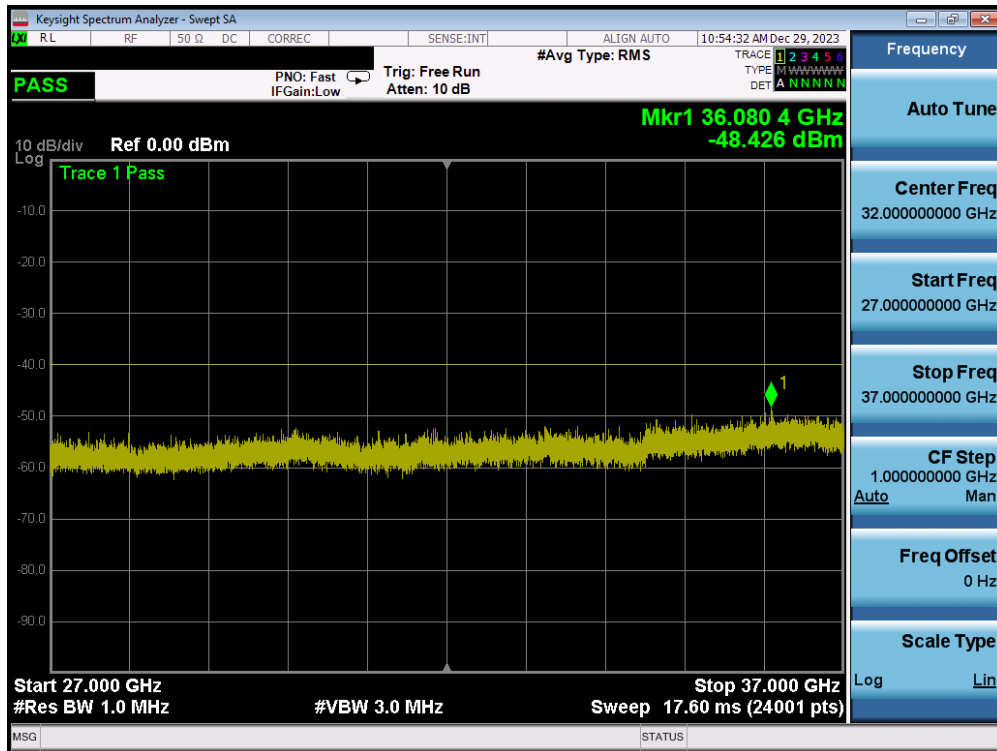 Keysight Spectrum Analyzer - Swept SA
LXI RL RF 50 Ω DC CORREC SENSE:INT ALIGN AUTO 10:54:32 AM Dec 29, 2023
PASS
PNO: Fast
IFGain:Low
Trig: Free Run
Atten: 10 dB
#Avg Type: RMS
TRACE 1 2 3 4 5 6
TYPE M WWWWW
DET A N N N N N
Mkr1 36.080 4 GHz
-48.426 dBm
10 dB/div Ref 0.00 dBm
Log
Trace 1 Pass
1
-10.0
-20.0
-30.0
-40.0
-50.0
-60.0
-70.0
-80.0
-90.0
Start 27.000 GHz Stop 37.000 GHz
#Res BW 1.0 MHz #VBW 3.0 MHz Sweep 17.60 ms (24001 pts)
MSG STATUS
Frequency
Auto Tune
Center Freq
32.000000000 GHz
Start Freq
27.000000000 GHz
Stop Freq
37.000000000 GHz
CF Step
1.000000000 GHz
Auto Man
Freq Offset
0 Hz
Scale Type
Log Lin